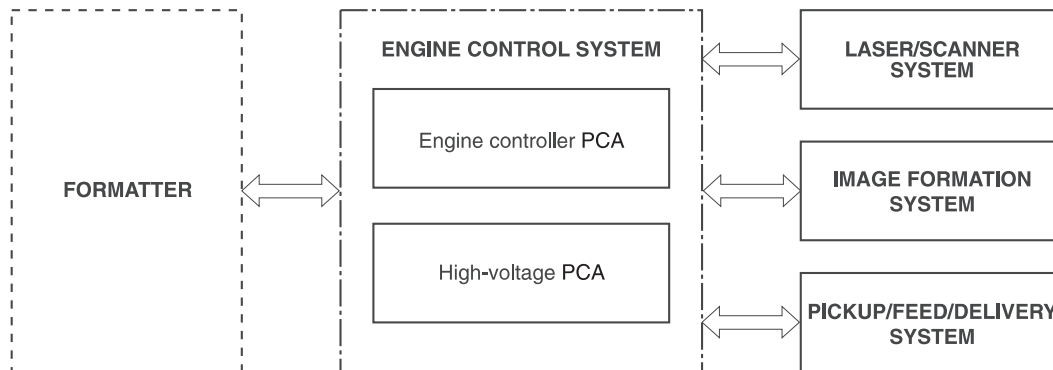 FORMATTER
ENGINE CONTROL SYSTEM
Engine controller PCA
High-voltage PCA
LASER/SCANNER
SYSTEM
IMAGE FORMATION
SYSTEM
PICKUP/FEED/DELIVERY
SYSTEM